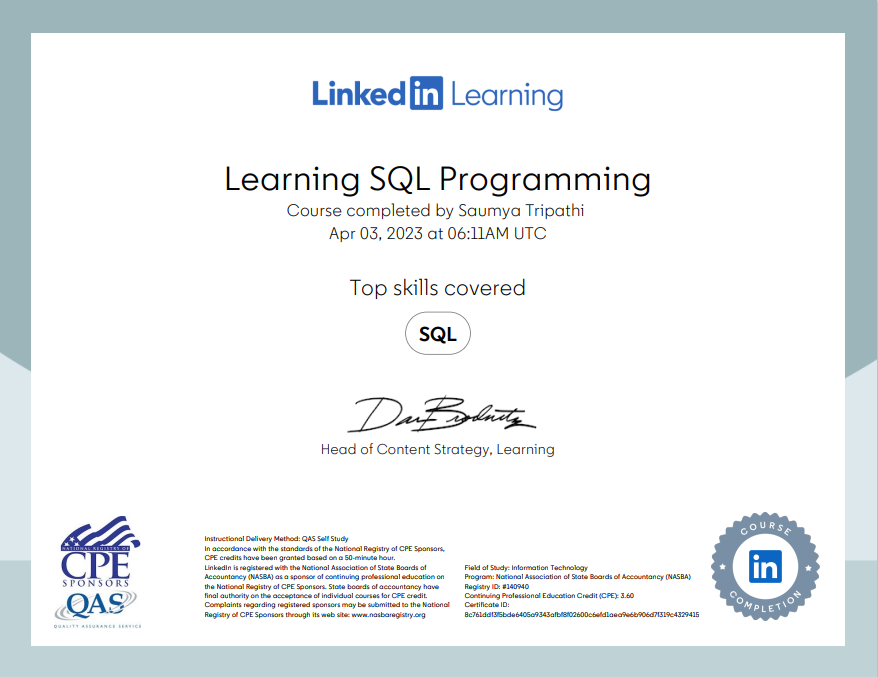 Linked in Learning
Learning SQL Programming
Course completed by Saumya Tripathi
Apr 03, 2023 at 06:11AM UTC
Top skills covered
SQL
Head of Content Strategy, Learning
NATIONAL REGISTRY OF
CPE
SPONSORS
QAS
QUALITY ASSURANCE SERVICE
Instructional Delivery Method: QAS Self Study
In accordance with the standards of the National Registry of CPE Sponsors,
CPE credits have been granted based on a 50-minute hour.
LinkedIn is registered with the National Association of State Boards of
Accountancy (NASBA) as a sponsor of continuing professional education on
the National Registry of CPE Sponsors. State boards of accountancy have
final authority on the acceptance of individual courses for CPE credit.
Complaints regarding registered sponsors may be submitted to the National
Registry of CPE Sponsors through its web site: www.nasbaregistry.org
Field of Study: Information Technology
Program: National Association of State Boards of Accountancy (NASBA)
Registry ID: #140940
Continuing Professional Education Credit (CPE): 3.60
Certificate ID:
COURSE
in
COMPLETION